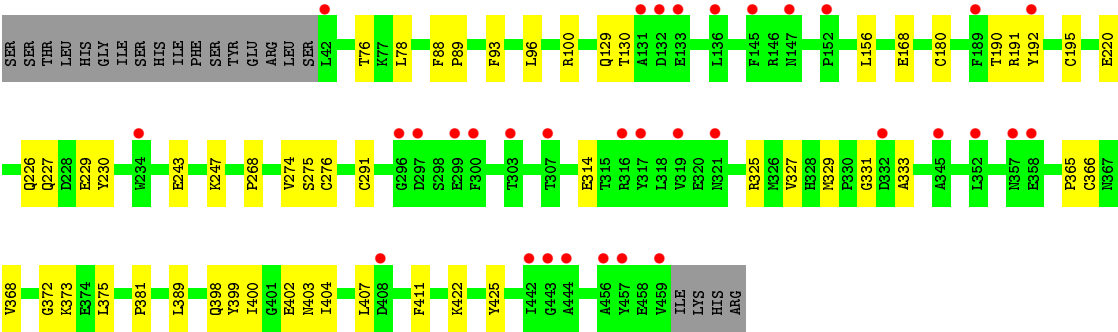 SER SER THR LEU HIS GLY ILE SER HIS ILE PHE SER TYR GLU ARG LEU SER L42 T76 K77 L78 F88 P89 F93 L96 R100 Q129 T130 A131 D132 E133 L136 F145 R146 N147 P152 L156 E168 C180 F189 T190 R191 Y192 C195 E220
Q226 Q227 D228 E229 Y230 W234 E243 K247 P268 V274 S275 C276 C291 G296 D297 S298 E299 F300 T303 T307 E314 T315 R316 Y317 L318 V319 E320 N321 R325 M326 V327 H328 M329 P330 G331 D332 A333 A345 L352 N357 E358 P365 C366 N367
V368 G372 K373 E374 L375 P381 L389 Q398 Y399 I400 G401 E402 N403 I404 L407 D408 F411 K422 Y425 I442 G443 A444 A456 Y457 E458 V459 ILE LYS HIS ARG